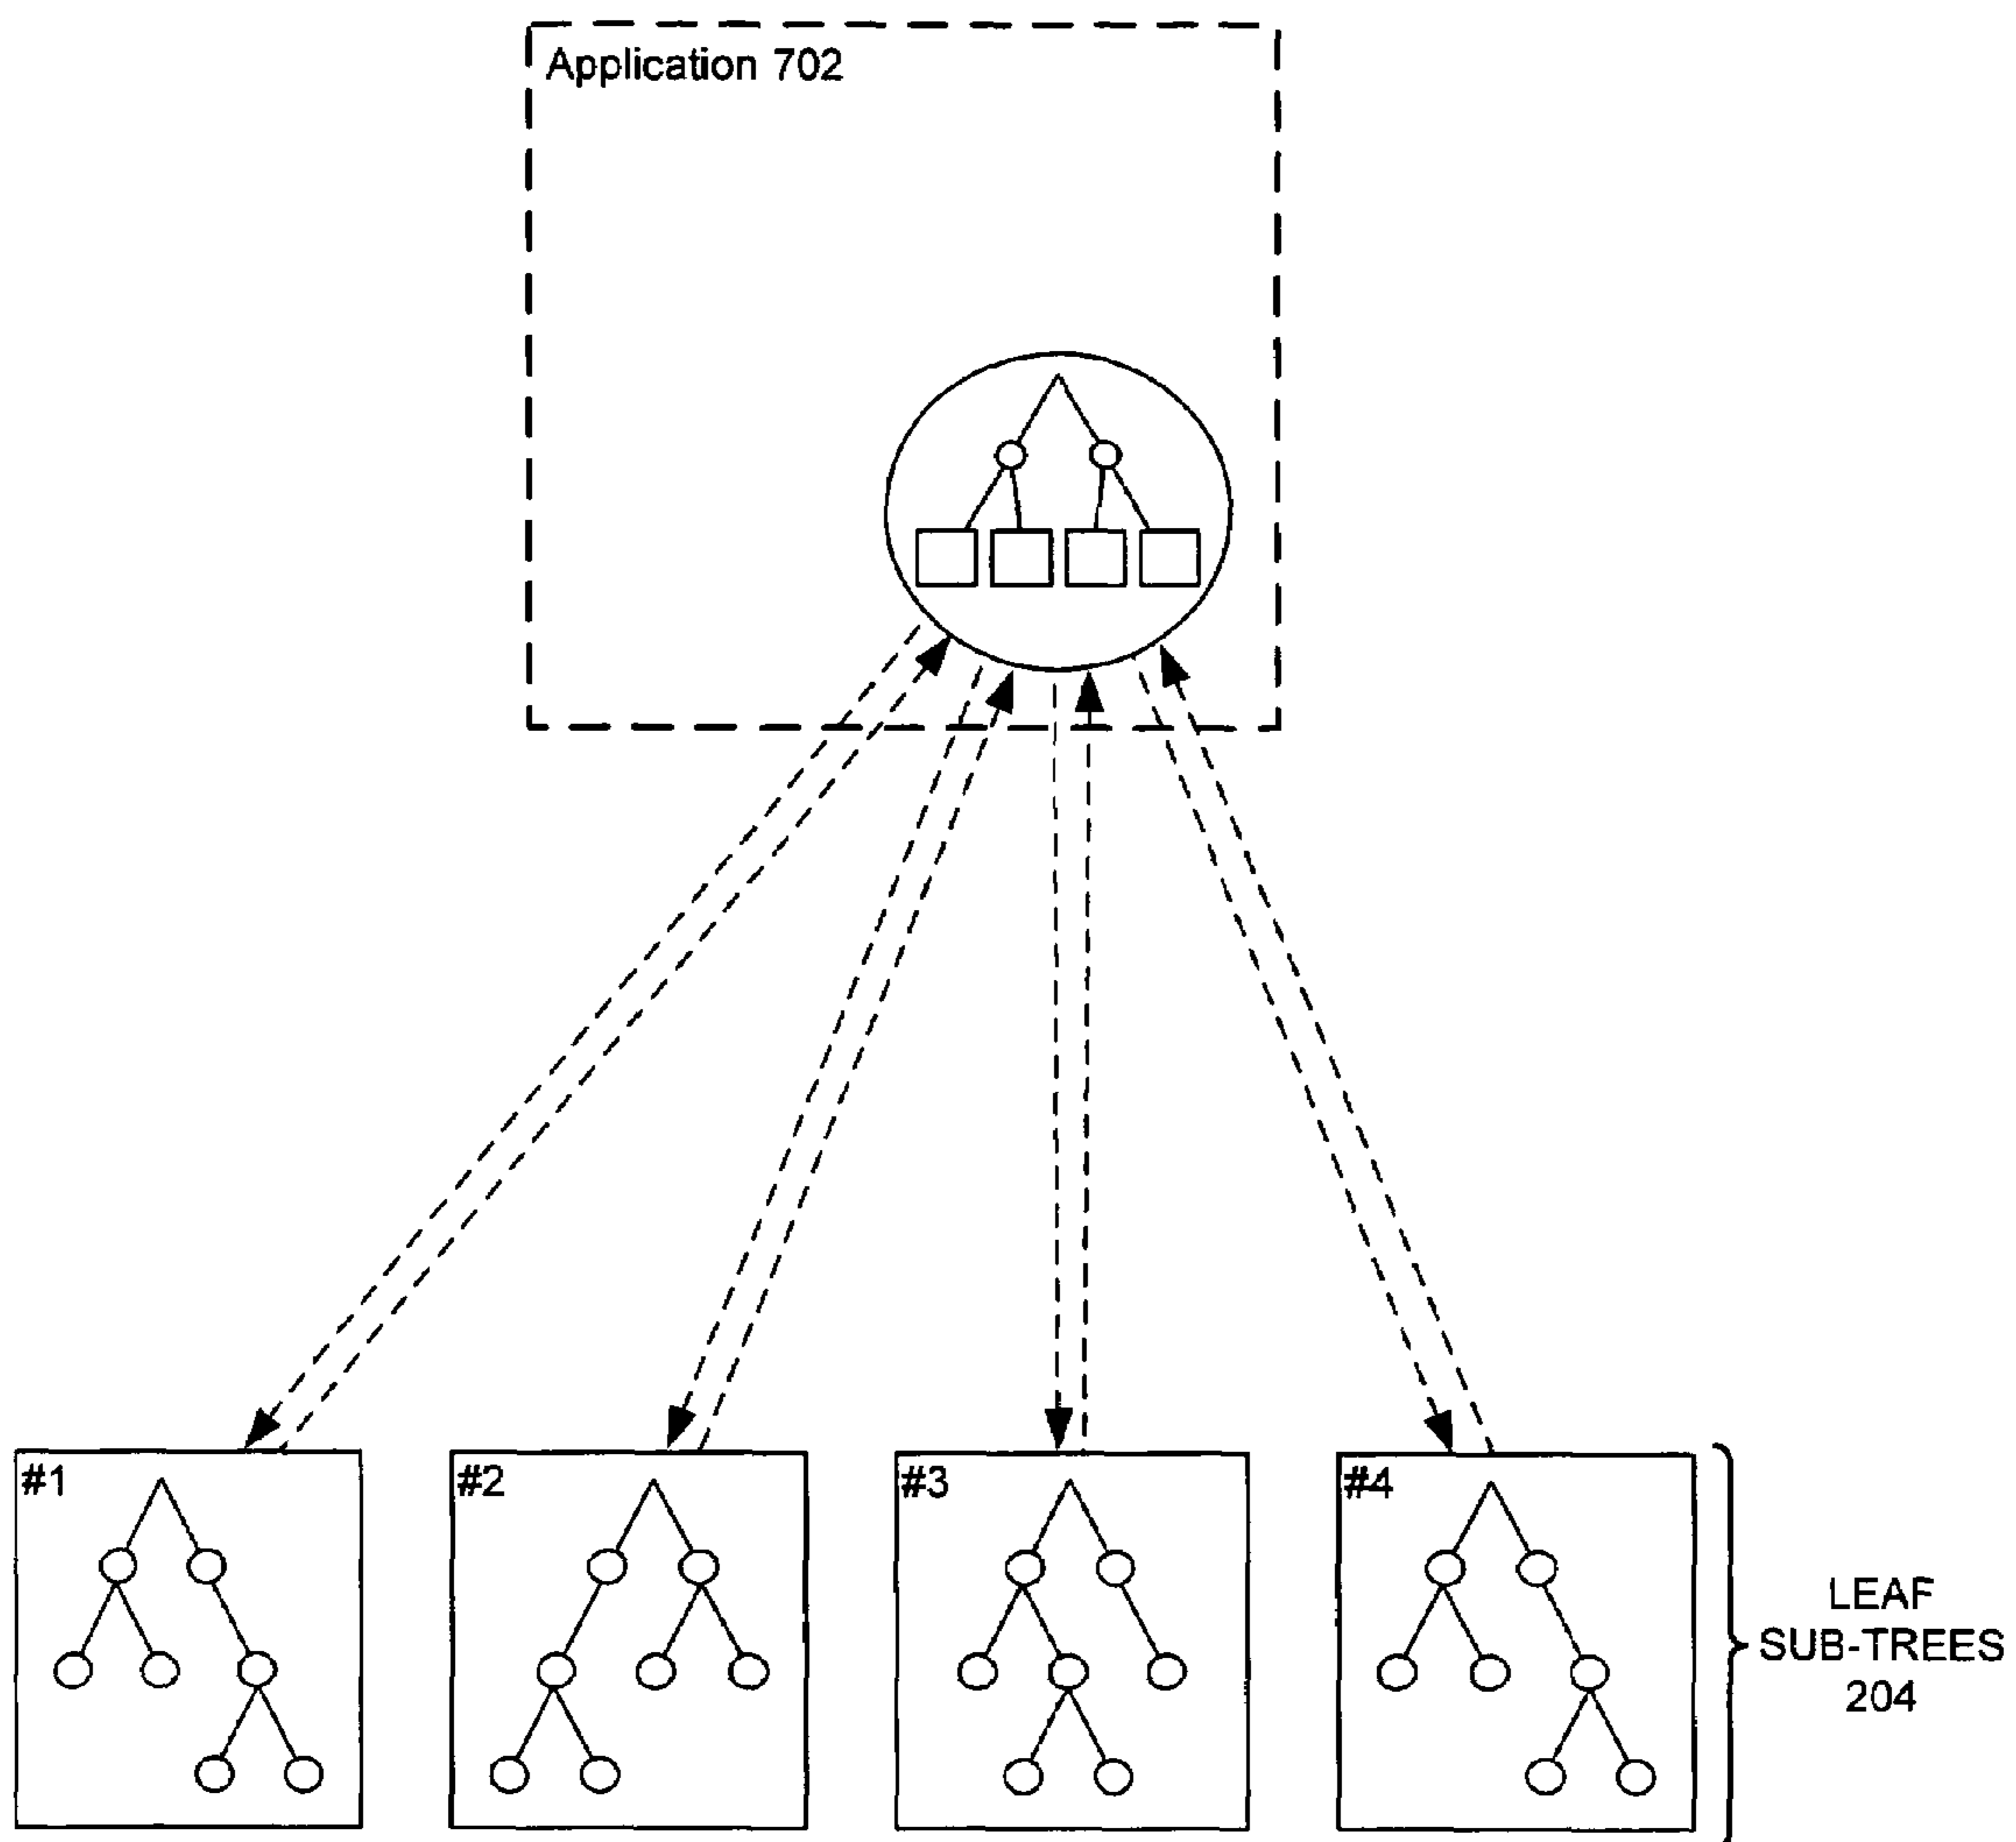 Application 702
#1
#2
#3
#4
LEAF
SUB-TREES
204